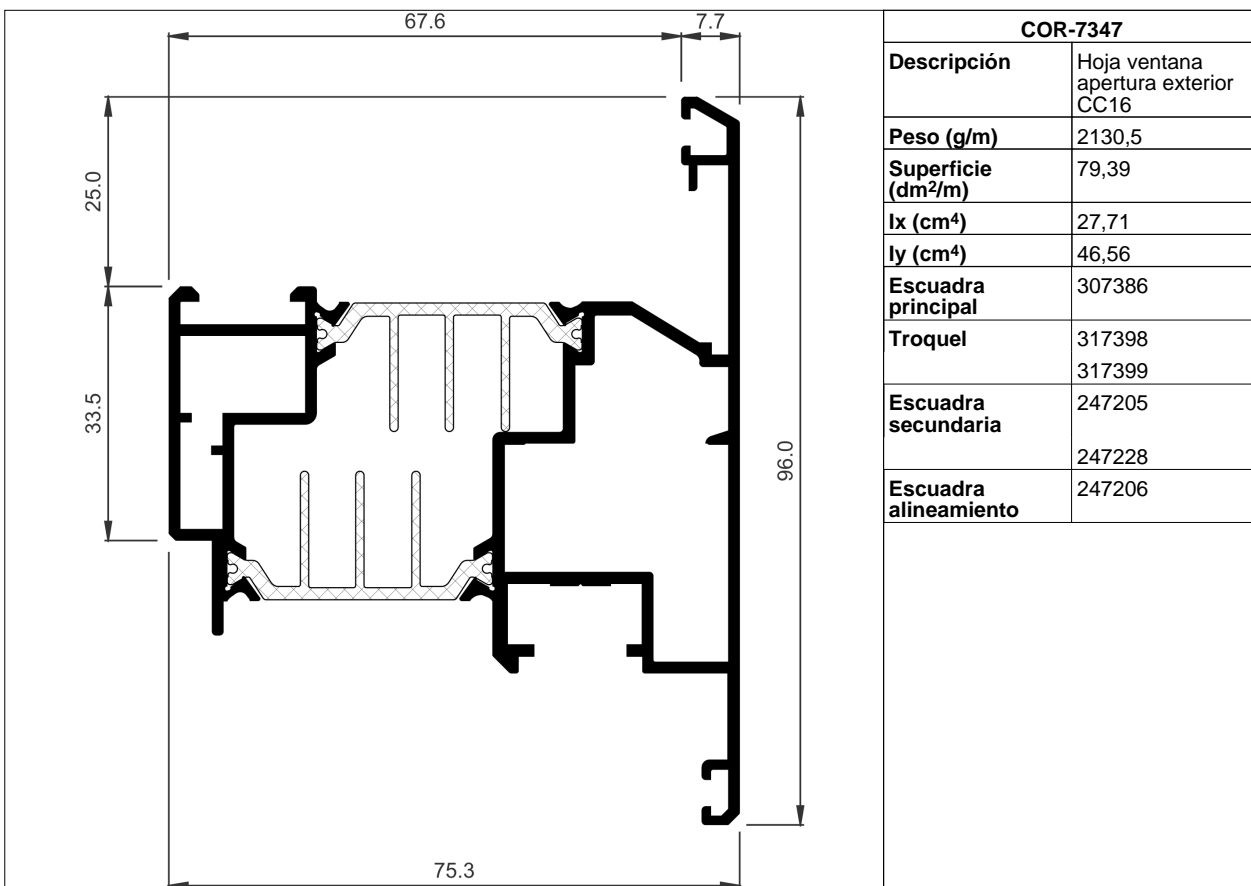 67.6
7.7
25.0
33.5
96.0
75.3
COR-7347
Descripción
Hoja ventana
apertura exterior
CC16
Peso (g/m)
2130,5
Superficie
(dm²/m)
79,39
Ix (cm⁴)
27,71
Iy (cm⁴)
46,56
Escuadra
principal
307386
Troquel
317398
317399
Escuadra
secundaria
247205
247228
Escuadra
alineamiento
247206